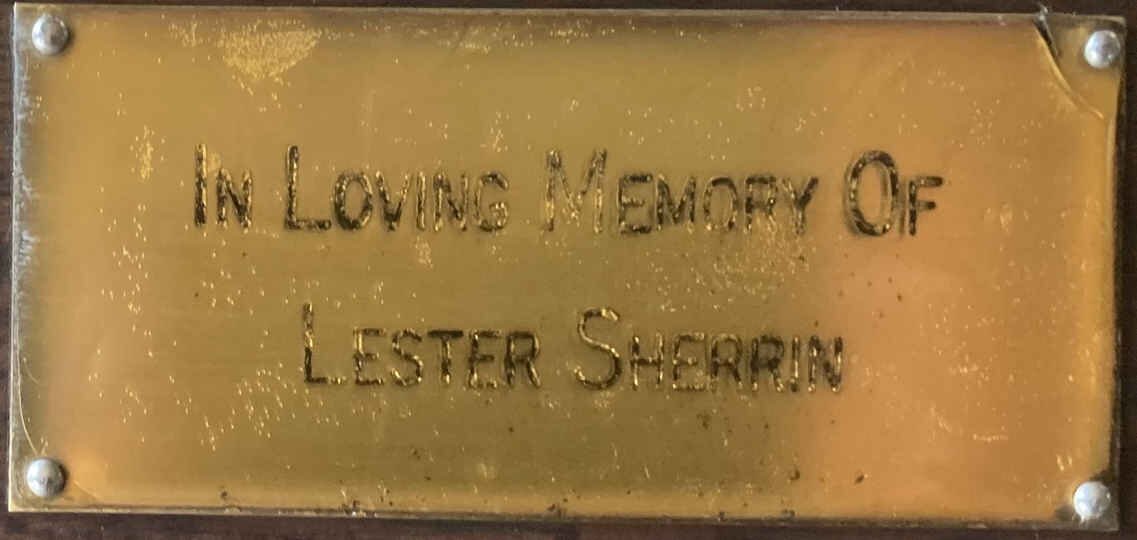 In Loving Memory Of
Lester Sherrin